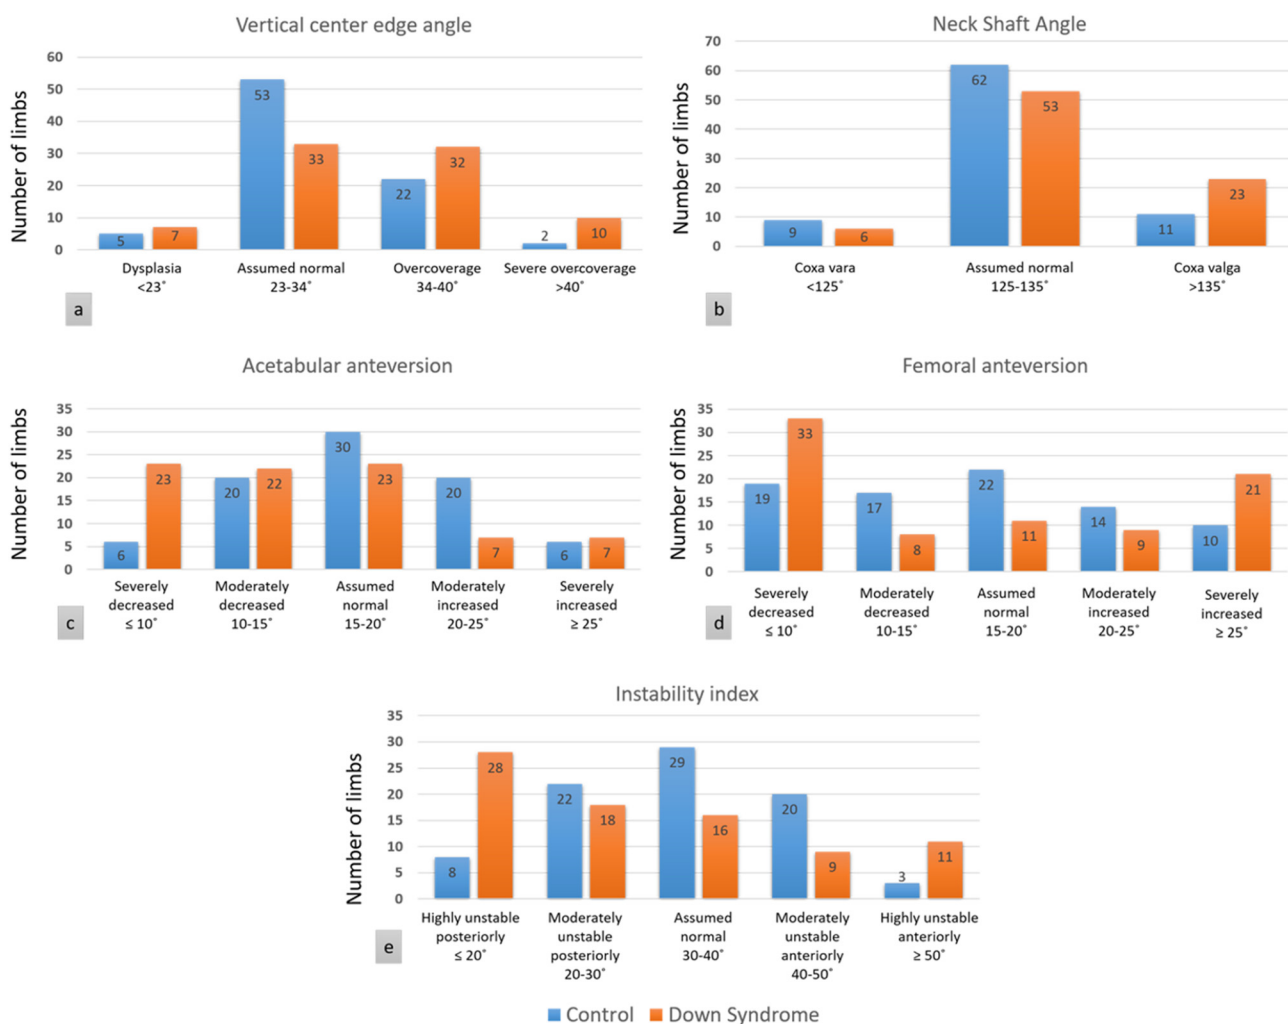 Vertical center edge angle
Number of limbs
60
50
40
30
20
10
0
5
7
53
33
22
32
2
10
Dysplasia
<23˚
Assumed normal
23-34˚
Overcoverage
34-40˚
Severe overcoverage
>40˚
a
Neck Shaft Angle
Number of limbs
70
60
50
40
30
20
10
0
9
6
62
53
11
23
Coxa vara
<125˚
Assumed normal
125-135˚
Coxa valga
>135˚
b
Acetabular anteversion
Number of limbs
35
30
25
20
15
10
5
0
6
23
20
22
30
23
20
7
6
7
Severely
decreased
≤ 10˚
Moderately
decreased
10-15˚
Assumed
normal
15-20˚
Moderately
increased
20-25˚
Severely
increased
≥ 25˚
c
Femoral anteversion
Number of limbs
35
30
25
20
15
10
5
0
19
33
17
8
22
11
14
9
10
21
Severely
decreased
≤ 10˚
Moderately
decreased
10-15˚
Assumed
normal
15-20˚
Moderately
increased
20-25˚
Severely
increased
≥ 25˚
d
Instability index
Number of limbs
35
30
25
20
15
10
5
0
8
28
22
18
29
16
20
9
3
11
Highly unstable
posteriorly
≤ 20˚
Moderately
unstable
posteriorly
20-30˚
Assumed
normal
30-40˚
Moderately
unstable
anteriorly
40-50˚
Highly unstable
anteriorly
≥ 50˚
e
Control
Down Syndrome